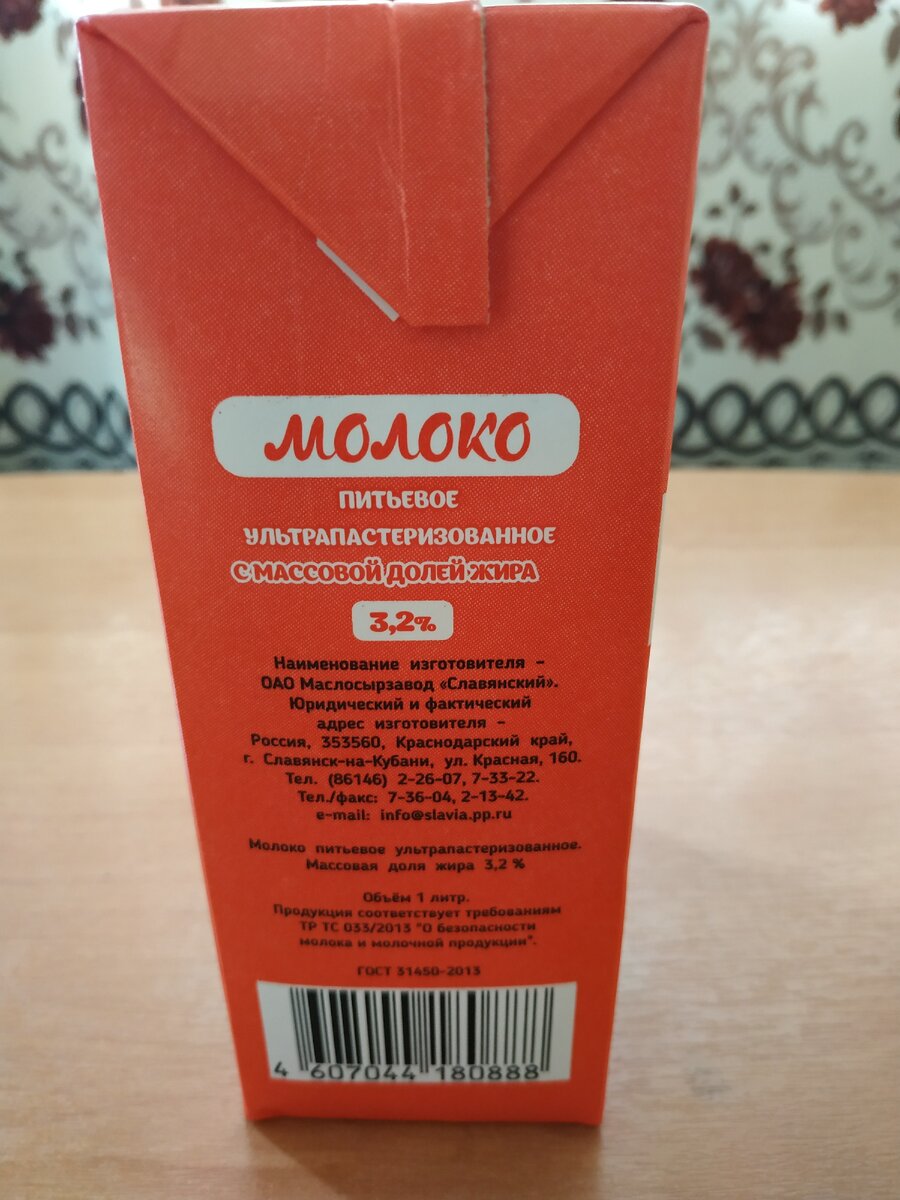 МОЛОКО
ПИТЬЕВОЕ
УЛЬТРАПАСТЕРИЗОВАННОЕ
С МАССОВОЙ ДОЛЕЙ ЖИРА
3,2%
Наименование изготовителя –
ОАО Маслосырзавод «Славянский».
Юридический и фактический
адрес изготовителя –
Россия, 353560, Краснодарский край,
г. Славянск-на-Кубани, ул. Красная, 160.
Тел. (86146) 2-26-07, 7-33-22.
Тел./факс: 7-36-04, 2-13-42.
e-mail: info@slavia.pp.ru
Молоко питьевое ультрапастеризованное.
Массовая доля жира 3,2 %
Объём 1 литр.
Продукция соответствует требованиям
ТР ТС 033/2013 "О безопасности
молока и молочной продукции".
ГОСТ 31450-2013
4 607044 180888